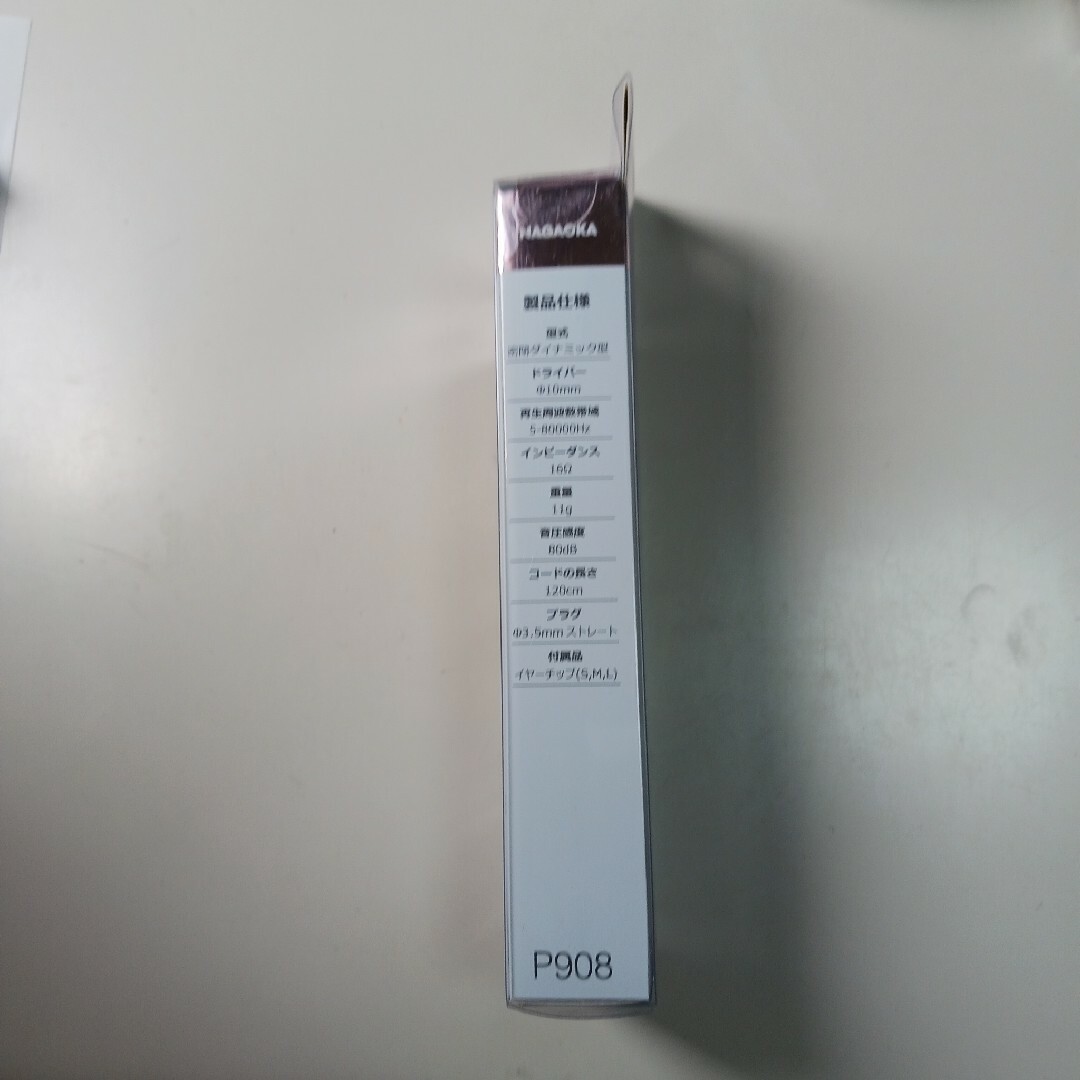 NAGAOKA
製品仕様
型式
密閉ダイナミック型
ドライバー
Φ10mm
再生周波数帯域
5-80000Hz
インピーダンス
16Ω
重量
11g
音圧感度
80dB
コードの長さ
120cm
プラグ
Φ3.5mm ストレート
付属品
イヤーチップ(S,M,L)
P908